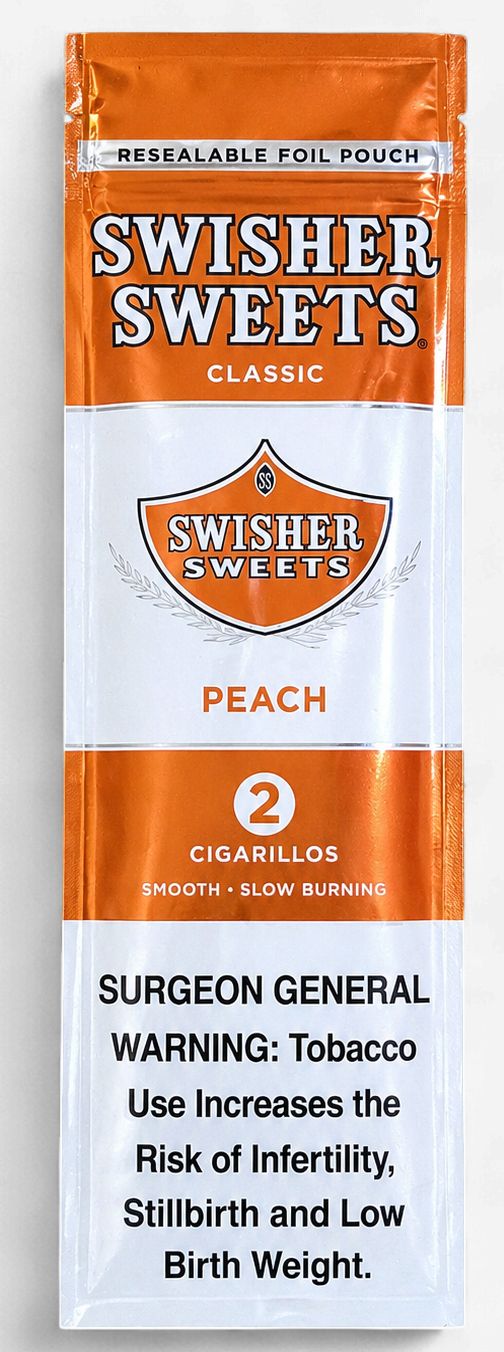 RESEALABLE FOIL POUCH
SWISHER
SWEETS®
CLASSIC
SS
SWISHER
SWEETS
PEACH
2
CIGARILLOS
SMOOTH • SLOW BURNING
SURGEON GENERAL
WARNING: Tobacco
Use Increases the
Risk of Infertility,
Stillbirth and Low
Birth Weight.